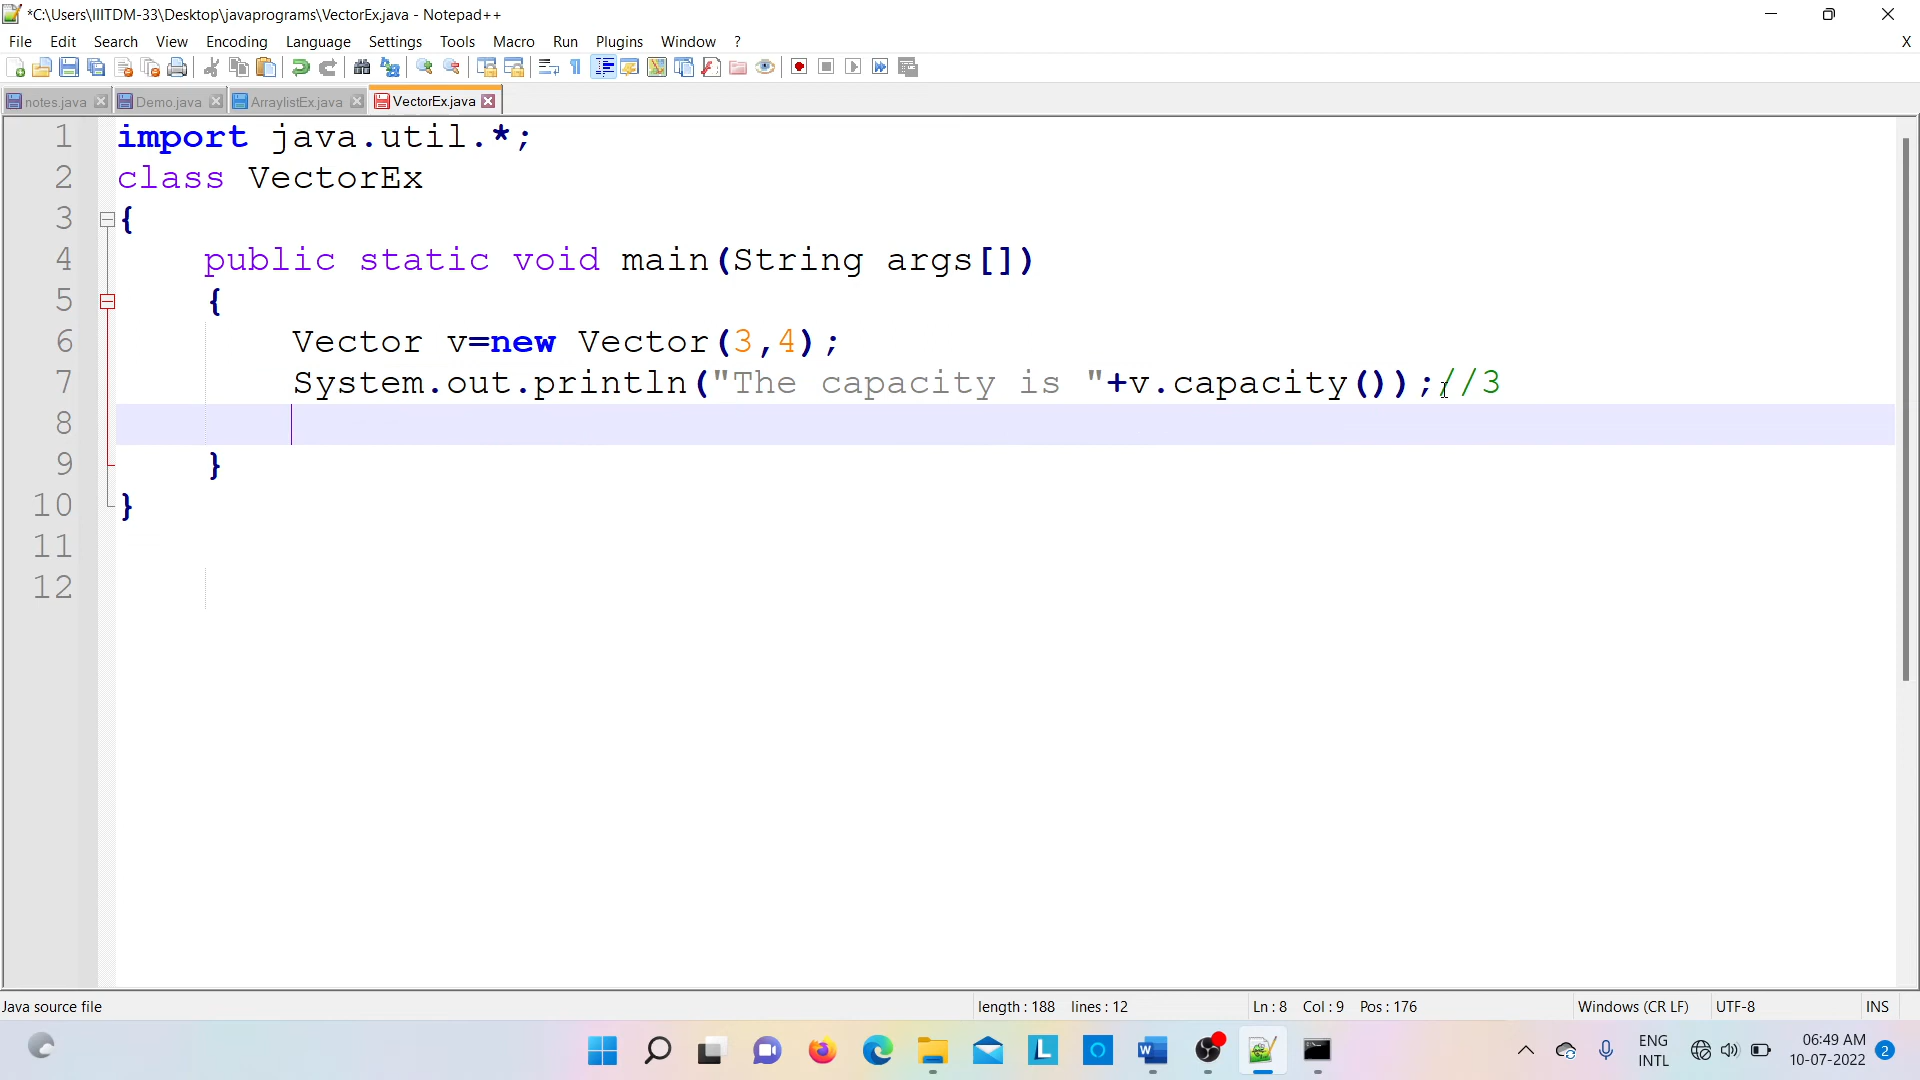 *C:\Users\IIITDM-33\Desktop\javaprograms\VectorEx.java - Notepad++
File Edit Search View Encoding Language Settings Tools Macro Run Plugins Window ? X
notes.java Demo.java ArraylistEx.java VectorEx.java
1 import java.util.*;
2 class VectorEx
3 {
4 public static void main(String args[])
5 {
6 Vector v=new Vector(3,4);
7 System.out.println("The capacity is "+v.capacity());//3
8
9 }
10 }
11
12
Java source file length : 188 lines : 12 Ln : 8 Col : 9 Pos : 176 Windows (CR LF) UTF-8 INS
ENG 06:49 AM
INTL 10-07-2022 2